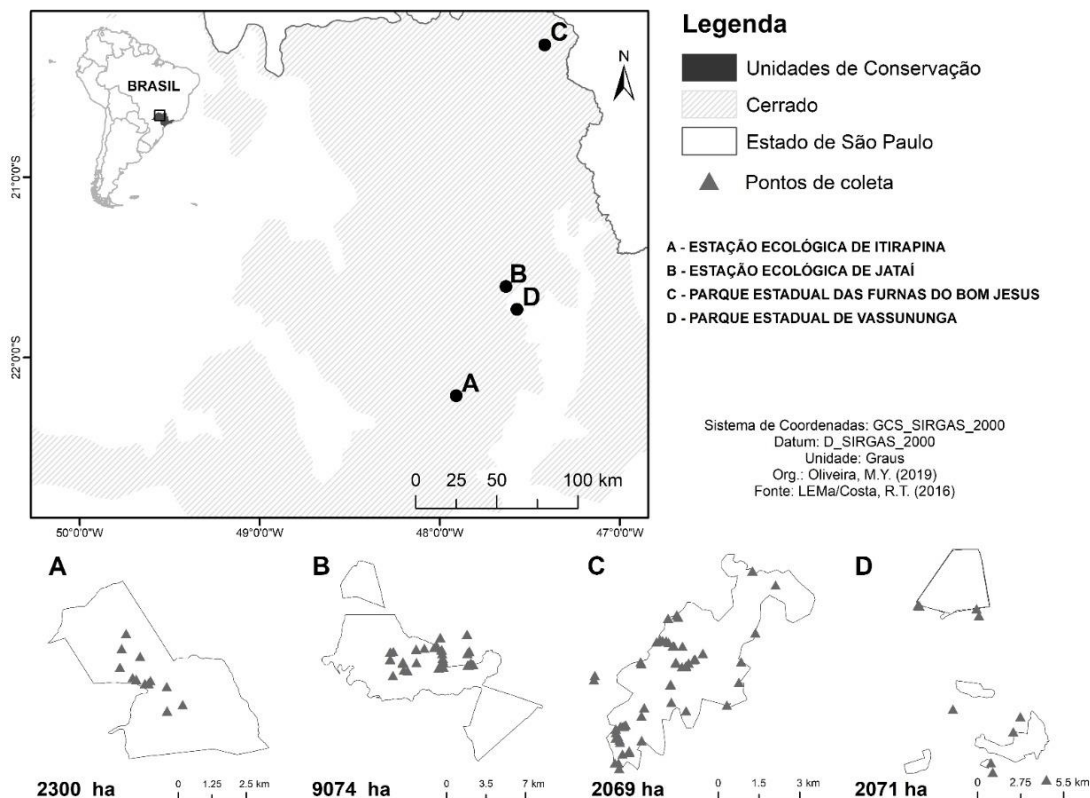 BRASIL
C
N
B
D
A
21°0'0"S
22°0'0"S
0 25 50 100 km
50°0'0"W 49°0'0"W 48°0'0"W 47°0'0"W
Legenda
Unidades de Conservação
Cerrado
Estado de São Paulo
Pontos de coleta
A - ESTAÇÃO ECOLÓGICA DE ITIRAPINA
B - ESTAÇÃO ECOLÓGICA DE JATAÍ
C - PARQUE ESTADUAL DAS FURNAS DO BOM JESUS
D - PARQUE ESTADUAL DE VASSUNUNGA
Sistema de Coordenadas: GCS_SIRGAS_2000
Datum: D_SIRGAS_2000
Unidade: Graus
Org.: Oliveira, M.Y. (2019)
Fonte: LEMa/Costa, R.T. (2016)
A
2300 ha
0 1.25 2.5 km
B
9074 ha
0 3.5 7 km
C
2069 ha
0 1.5 3 km
D
2071 ha
0 2.75 5.5 km